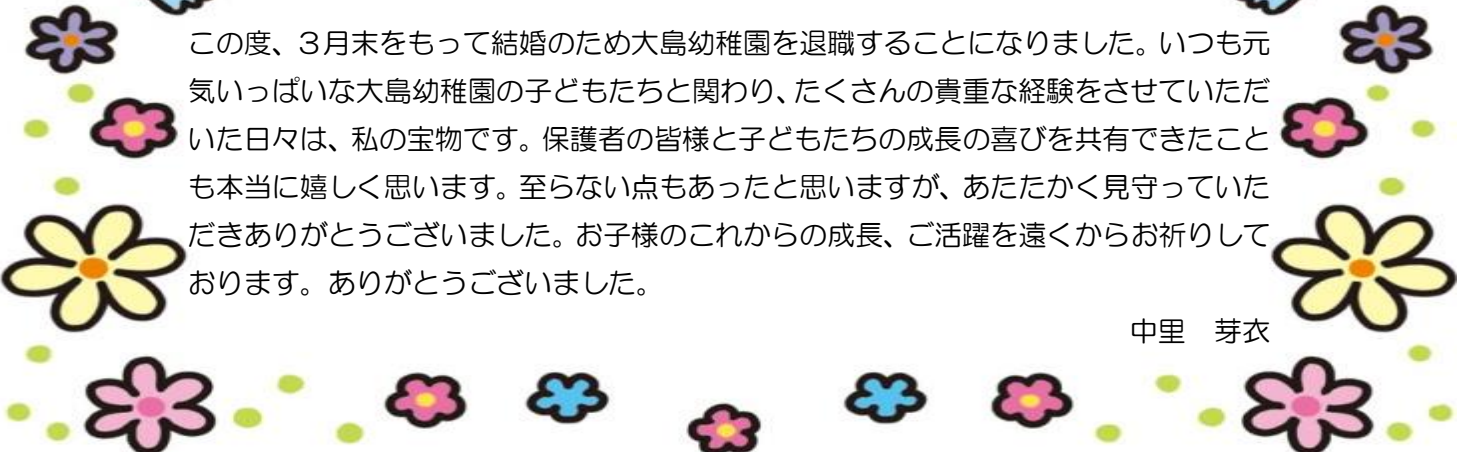 この度、３月末をもって結婚のため大島幼稚園を退職することになりました。いつも元
気いっぱいな大島幼稚園の子どもたちと関わり、たくさんの貴重な経験をさせていただ
いた日々は、私の宝物です。保護者の皆様と子どもたちの成長の喜びを共有できたこと
も本当に嬉しく思います。至らない点もあったと思いますが、あたたかく見守っていた
だきありがとうございました。お子様のこれからの成長、ご活躍を遠くからお祈りして
おります。ありがとうございました。
中里　芽衣